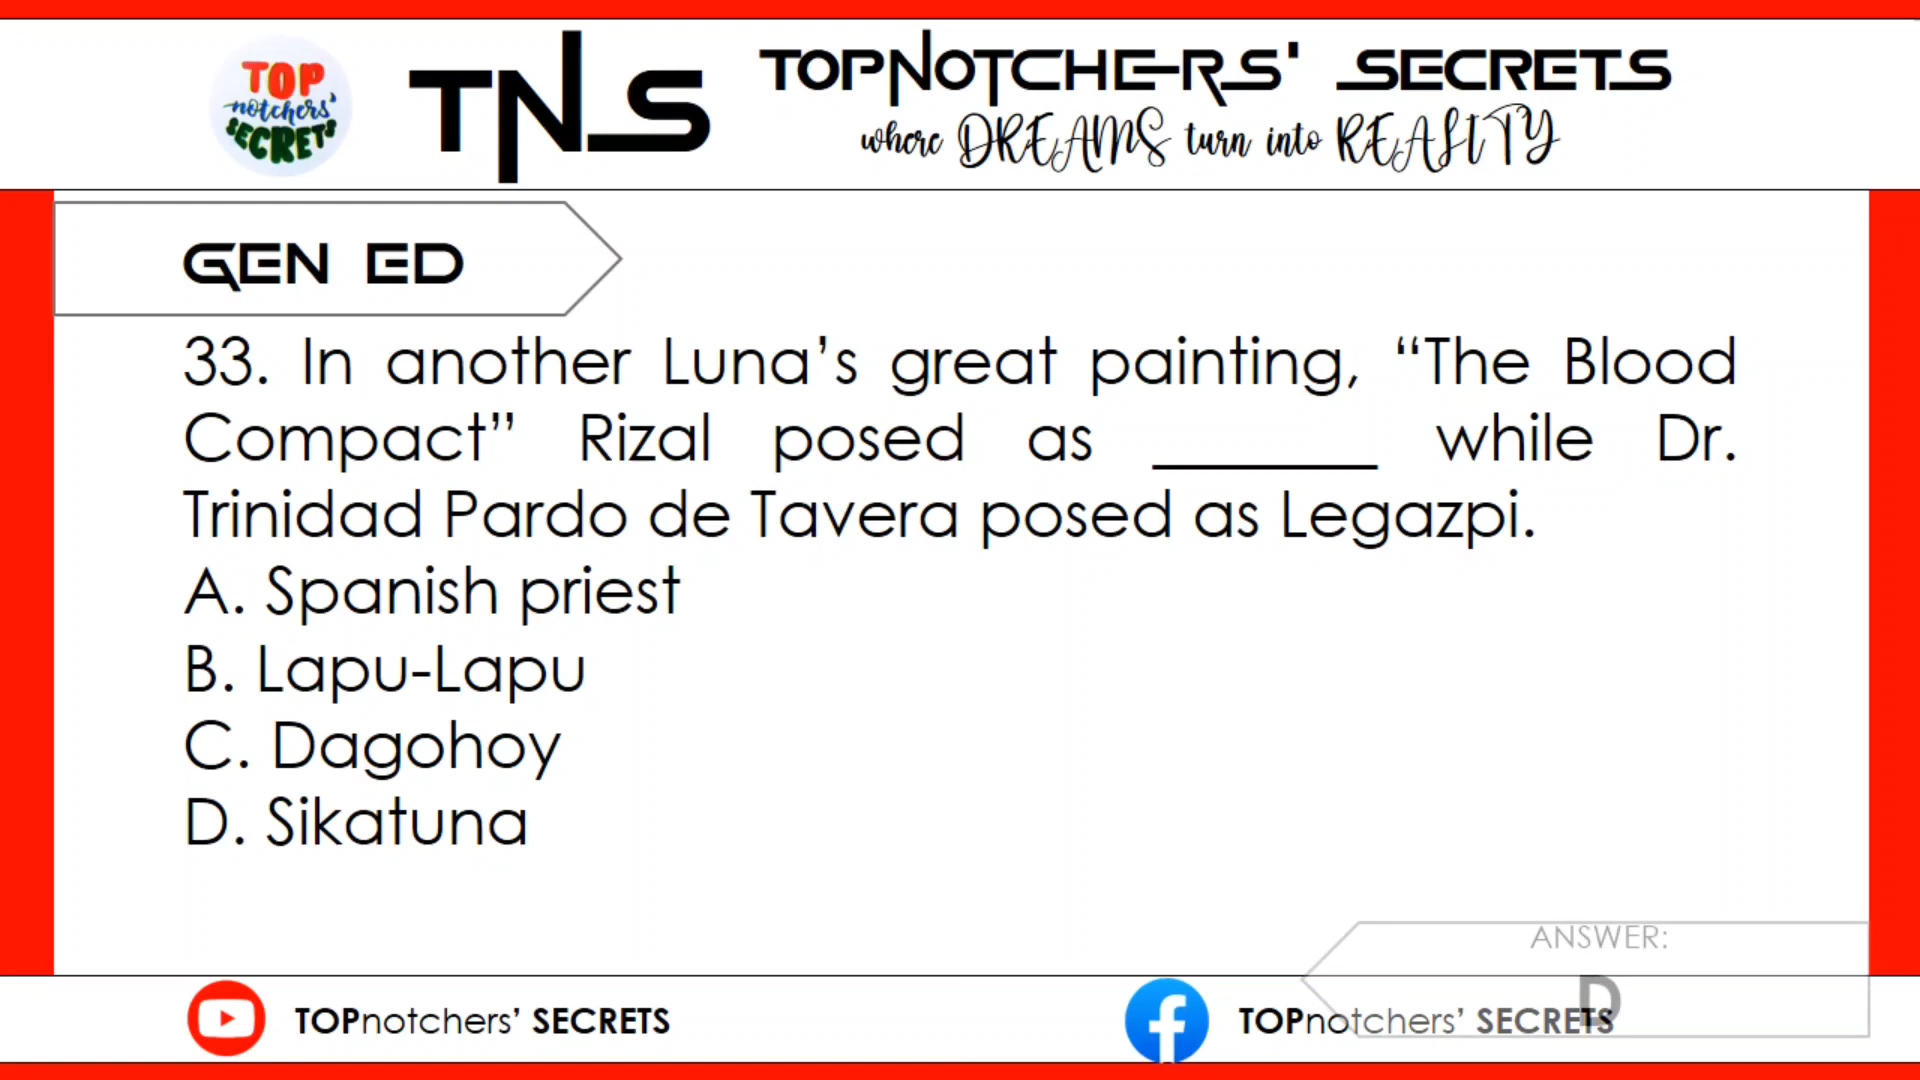 TOP
notchers'
SECRETS
TNS
TOPNOTCHERS' SECRETS
where DREAMS turn into REALITY
GEN ED
33. In another Luna’s great painting, “The Blood
Compact” Rizal posed as _______ while Dr.
Trinidad Pardo de Tavera posed as Legazpi.
A. Spanish priest
B. Lapu-Lapu
C. Dagohoy
D. Sikatuna
ANSWER:
D
TOPnotchers’ SECRETS
TOPnotchers’ SECRETS